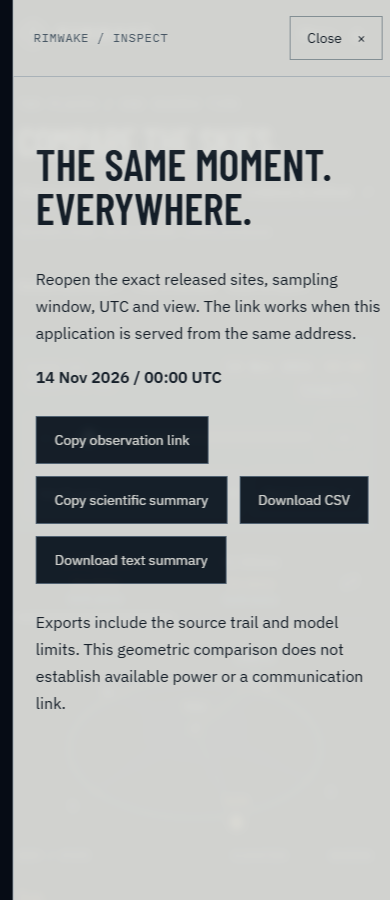 RIMWAKE / INSPECT
Close ×
THE SAME MOMENT.
EVERYWHERE.
Reopen the exact released sites, sampling
window, UTC and view. The link works when this
application is served from the same address.
14 Nov 2026 / 00:00 UTC
Copy observation link
Copy scientific summary
Download CSV
Download text summary
Exports include the source trail and model
limits. This geometric comparison does not
establish available power or a communication
link.